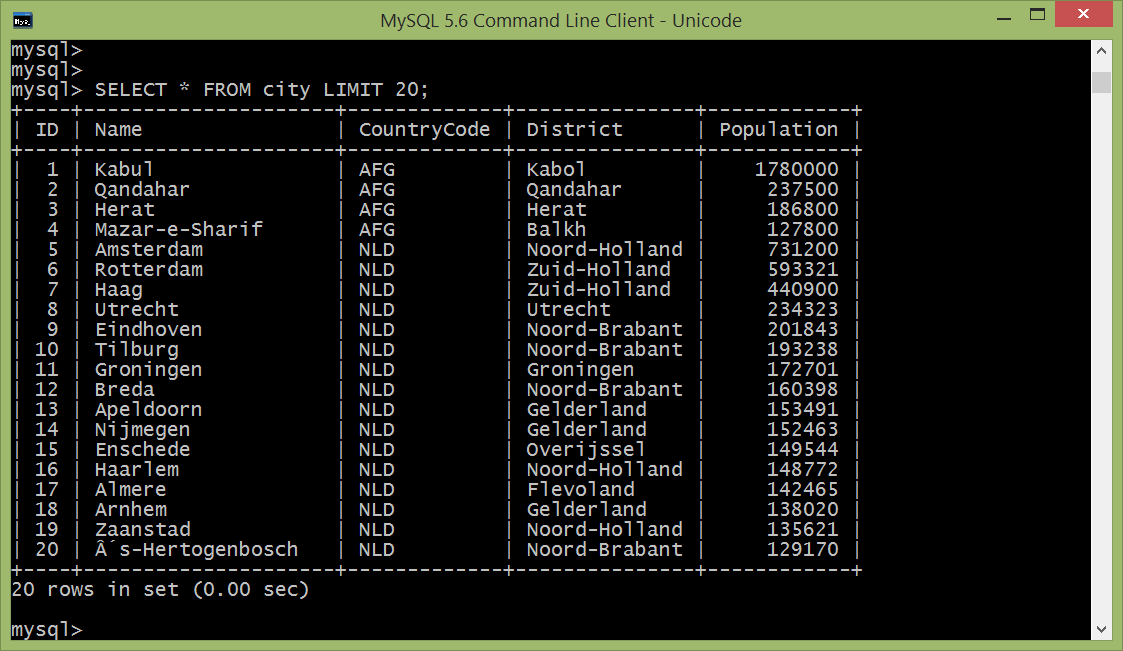 MySQL 5.6 Command Line Client - Unicode
mysql>
mysql>
mysql> SELECT * FROM city LIMIT 20;
+----+----------------------+-------------+----------------+------------+
| ID | Name                 | CountryCode | District       | Population |
+----+----------------------+-------------+----------------+------------+
|  1 | Kabul                | AFG         | Kabol          |    1780000 |
|  2 | Qandahar             | AFG         | Qandahar       |     237500 |
|  3 | Herat                | AFG         | Herat          |     186800 |
|  4 | Mazar-e-Sharif       | AFG         | Balkh          |     127800 |
|  5 | Amsterdam            | NLD         | Noord-Holland  |     731200 |
|  6 | Rotterdam            | NLD         | Zuid-Holland   |     593321 |
|  7 | Haag                 | NLD         | Zuid-Holland   |     440900 |
|  8 | Utrecht              | NLD         | Utrecht        |     234323 |
|  9 | Eindhoven            | NLD         | Noord-Brabant  |     201843 |
| 10 | Tilburg              | NLD         | Noord-Brabant  |     193238 |
| 11 | Groningen            | NLD         | Groningen      |     172701 |
| 12 | Breda                | NLD         | Noord-Brabant  |     160398 |
| 13 | Apeldoorn            | NLD         | Gelderland     |     153491 |
| 14 | Nijmegen             | NLD         | Gelderland     |     152463 |
| 15 | Enschede             | NLD         | Overijssel     |     149544 |
| 16 | Haarlem              | NLD         | Noord-Holland  |     148772 |
| 17 | Almere               | NLD         | Flevoland      |     142465 |
| 18 | Arnhem               | NLD         | Gelderland     |     138020 |
| 19 | Zaanstad             | NLD         | Noord-Holland  |     135621 |
| 20 | Â´s-Hertogenbosch    | NLD         | Noord-Brabant  |     129170 |
+----+----------------------+-------------+----------------+------------+
20 rows in set (0.00 sec)
mysql>